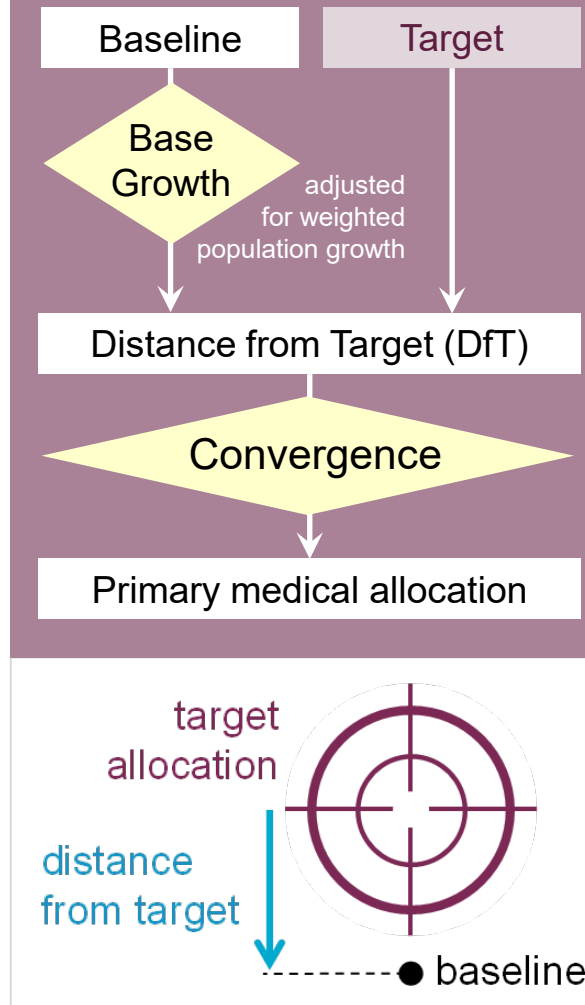 Baseline
Target
Base
Growth
adjusted
for weighted
population growth
Distance from Target (DfT)
Convergence
Primary medical allocation
target
allocation
distance
from target
baseline